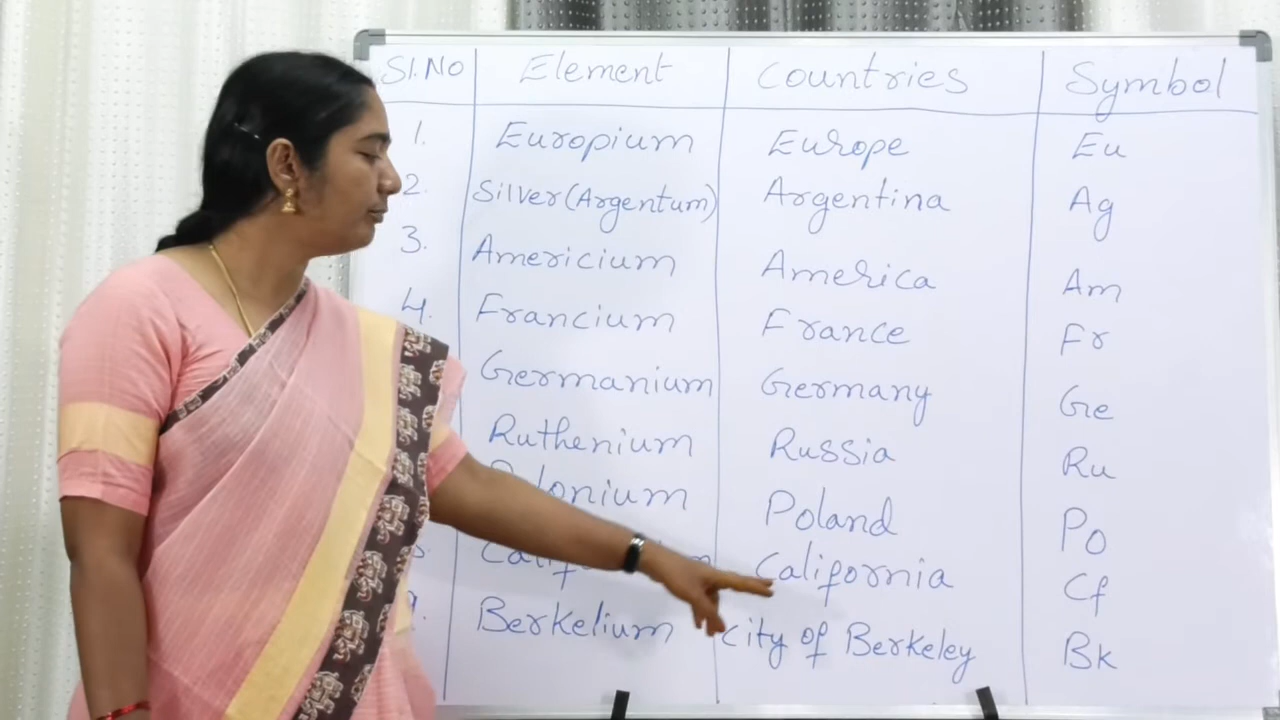 Sl.No Element Countries Symbol
1. Europium Europe Eu
2. Silver(Argentum) Argentina Ag
3. Americium America Am
4. Francium France Fr
Germanium Germany Ge
Ruthenium Russia Ru
Poland Po
California Cf
9. Berkelium City of Berkeley Bk